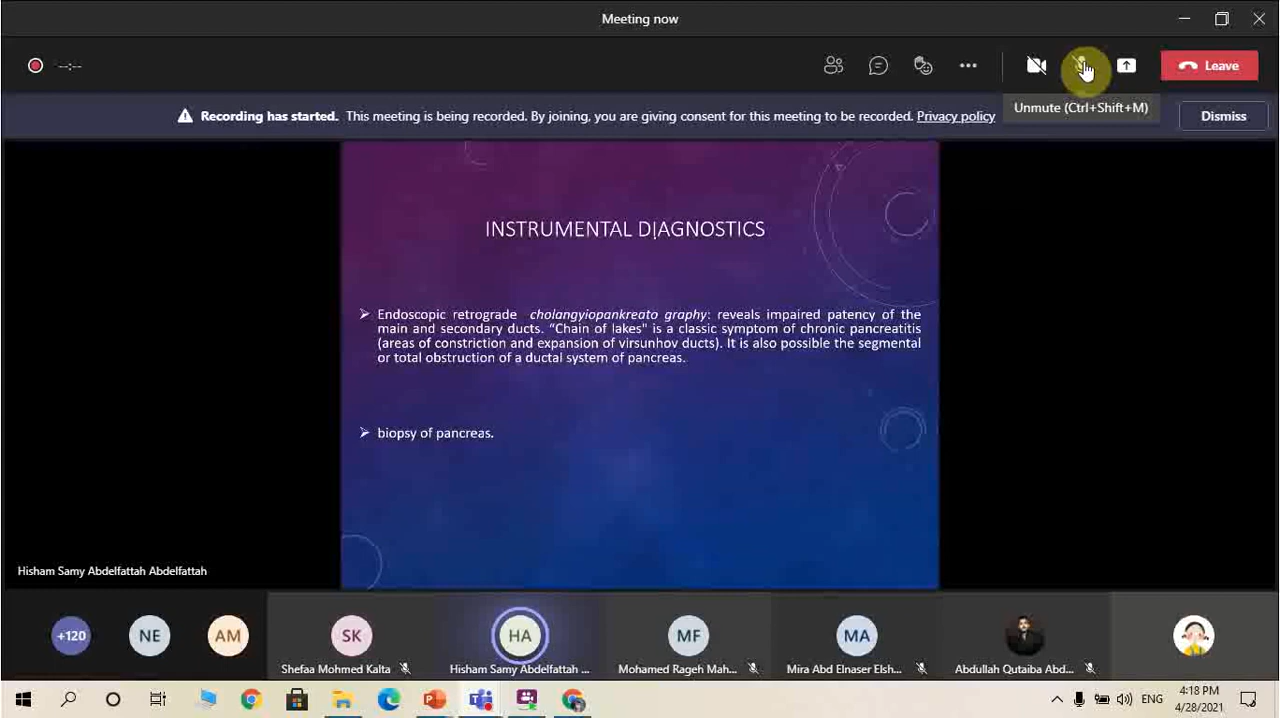 Meeting now
--:--
Leave
Recording has started. This meeting is being recorded. By joining, you are giving consent for this meeting to be recorded. Privacy policy
Unmute (Ctrl+Shift+M)
Dismiss
INSTRUMENTAL DIAGNOSTICS
Endoscopic retrograde cholangyiopankreato graphy: reveals impaired patency of the
main and secondary ducts. “Chain of lakes" is a classic symptom of chronic pancreatitis
(areas of constriction and expansion of virsunhov ducts). It is also possible the segmental
or total obstruction of a ductal system of pancreas.
biopsy of pancreas.
Hisham Samy Abdelfattah Abdelfattah
+120
NE
AM
SK
HA
MF
MA
Shefaa Mohmed Kalta
Hisham Samy Abdelfattah ...
Mohamed Rageh Mah...
Mira Abd Elnaser Elsh...
Abdullah Qutaiba Abd...
ENG
4:18 PM
4/28/2021